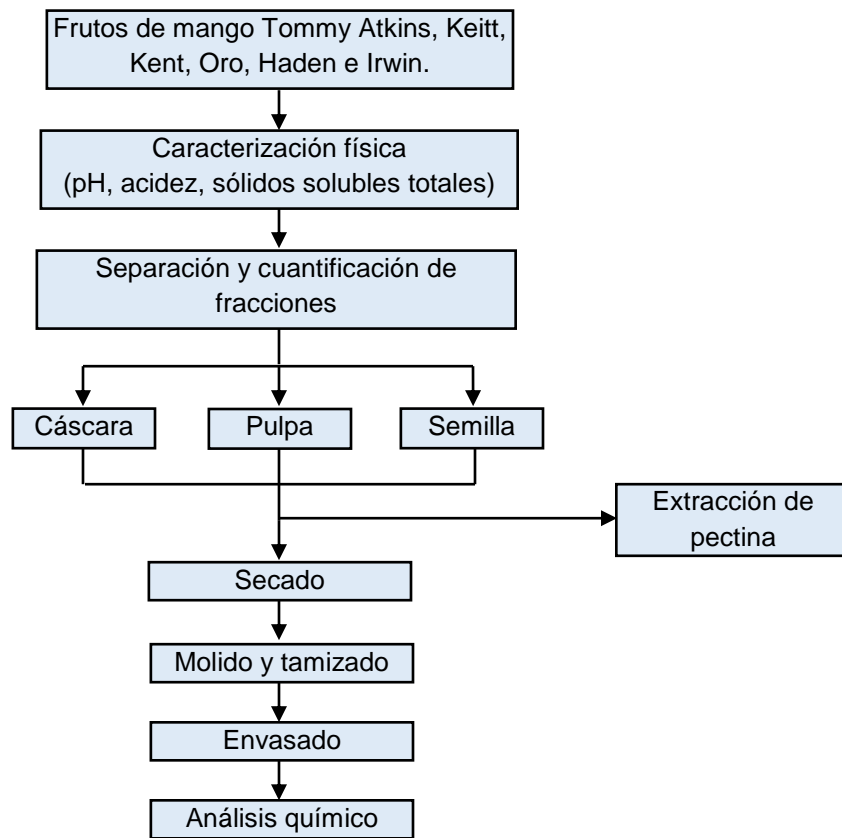 Frutos de mango Tommy Atkins, Keitt,
Kent, Oro, Haden e Irwin.
Caracterización física
(pH, acidez, sólidos solubles totales)
Separación y cuantificación de
fracciones
Cáscara
Pulpa
Semilla
Extracción de
pectina
Secado
Molido y tamizado
Envasado
Análisis químico